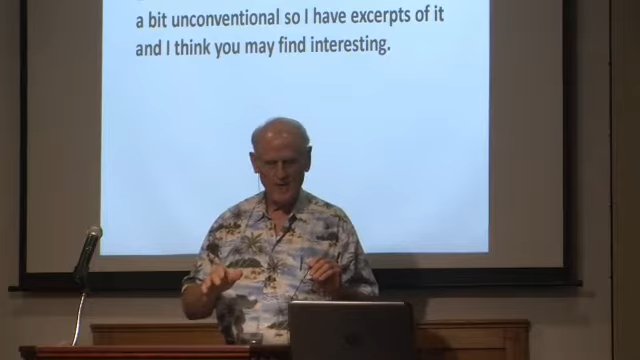 a bit unconventional so I have excerpts of it
and I think you may find interesting.